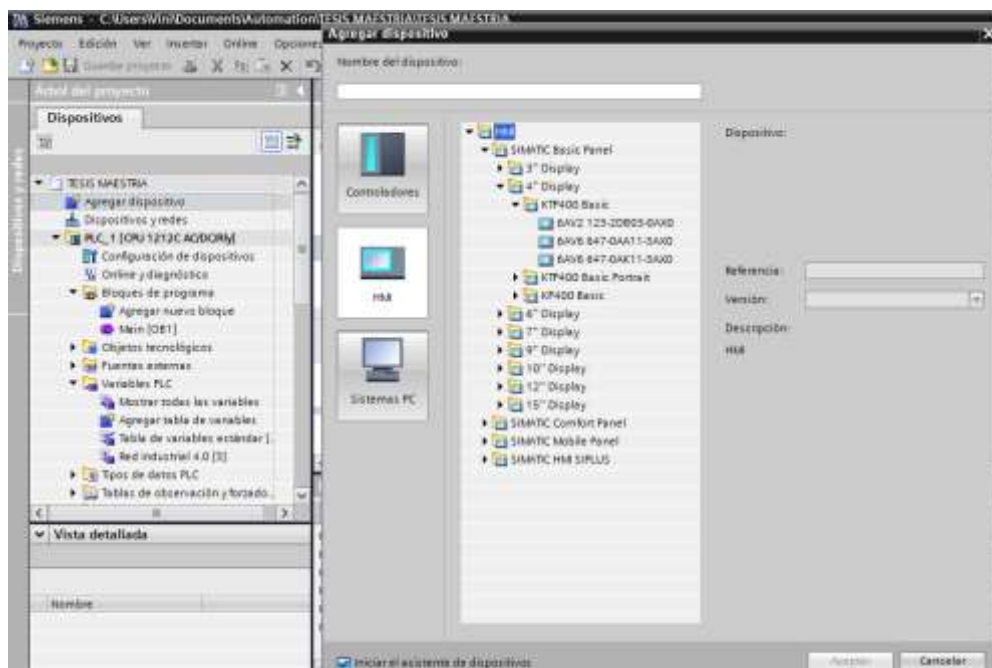 Siemens - C:\Users\Vini\Documents\Automation\TESIS MAESTRIA\TESIS MAESTRIA
Proyecto Edición Ver Insertar Online Opciones
Guardar proyecto
Árbol del proyecto
Dispositivos
Dispositivos y redes
TESIS MAESTRIA
Agregar dispositivo
Dispositivos y redes
PLC_1 [CPU 1212C AC/DC/Rly]
Configuración de dispositivos
Online y diagnóstico
Bloques de programa
Agregar nuevo bloque
Main [OB1]
Objetos tecnológicos
Fuentes externas
Variables PLC
Mostrar todas las variables
Agregar tabla de variables
Tabla de variables estándar [
Red industrial 4.0 [3]
Tipos de datos PLC
Tablas de observación y forzado
Vista detallada
Nombre
Agregar dispositivo
Nombre del dispositivo:
Controladores
HMI
Sistemas PC
HMI
SIMATIC Basic Panel
3" Display
4" Display
KTP400 Basic
6AV2 123-2DB03-0AX0
6AV6 647-0AA11-3AX0
6AV6 647-0AK11-3AX0
KTP400 Basic Portrait
KP400 Basic
6" Display
7" Display
9" Display
10" Display
12" Display
15" Display
SIMATIC Comfort Panel
SIMATIC Mobile Panel
SIMATIC HMI SIPLUS
Dispositivo:
Referencia:
Versión:
Descripción:
HMI
Iniciar el asistente de dispositivos
Aceptar
Cancelar